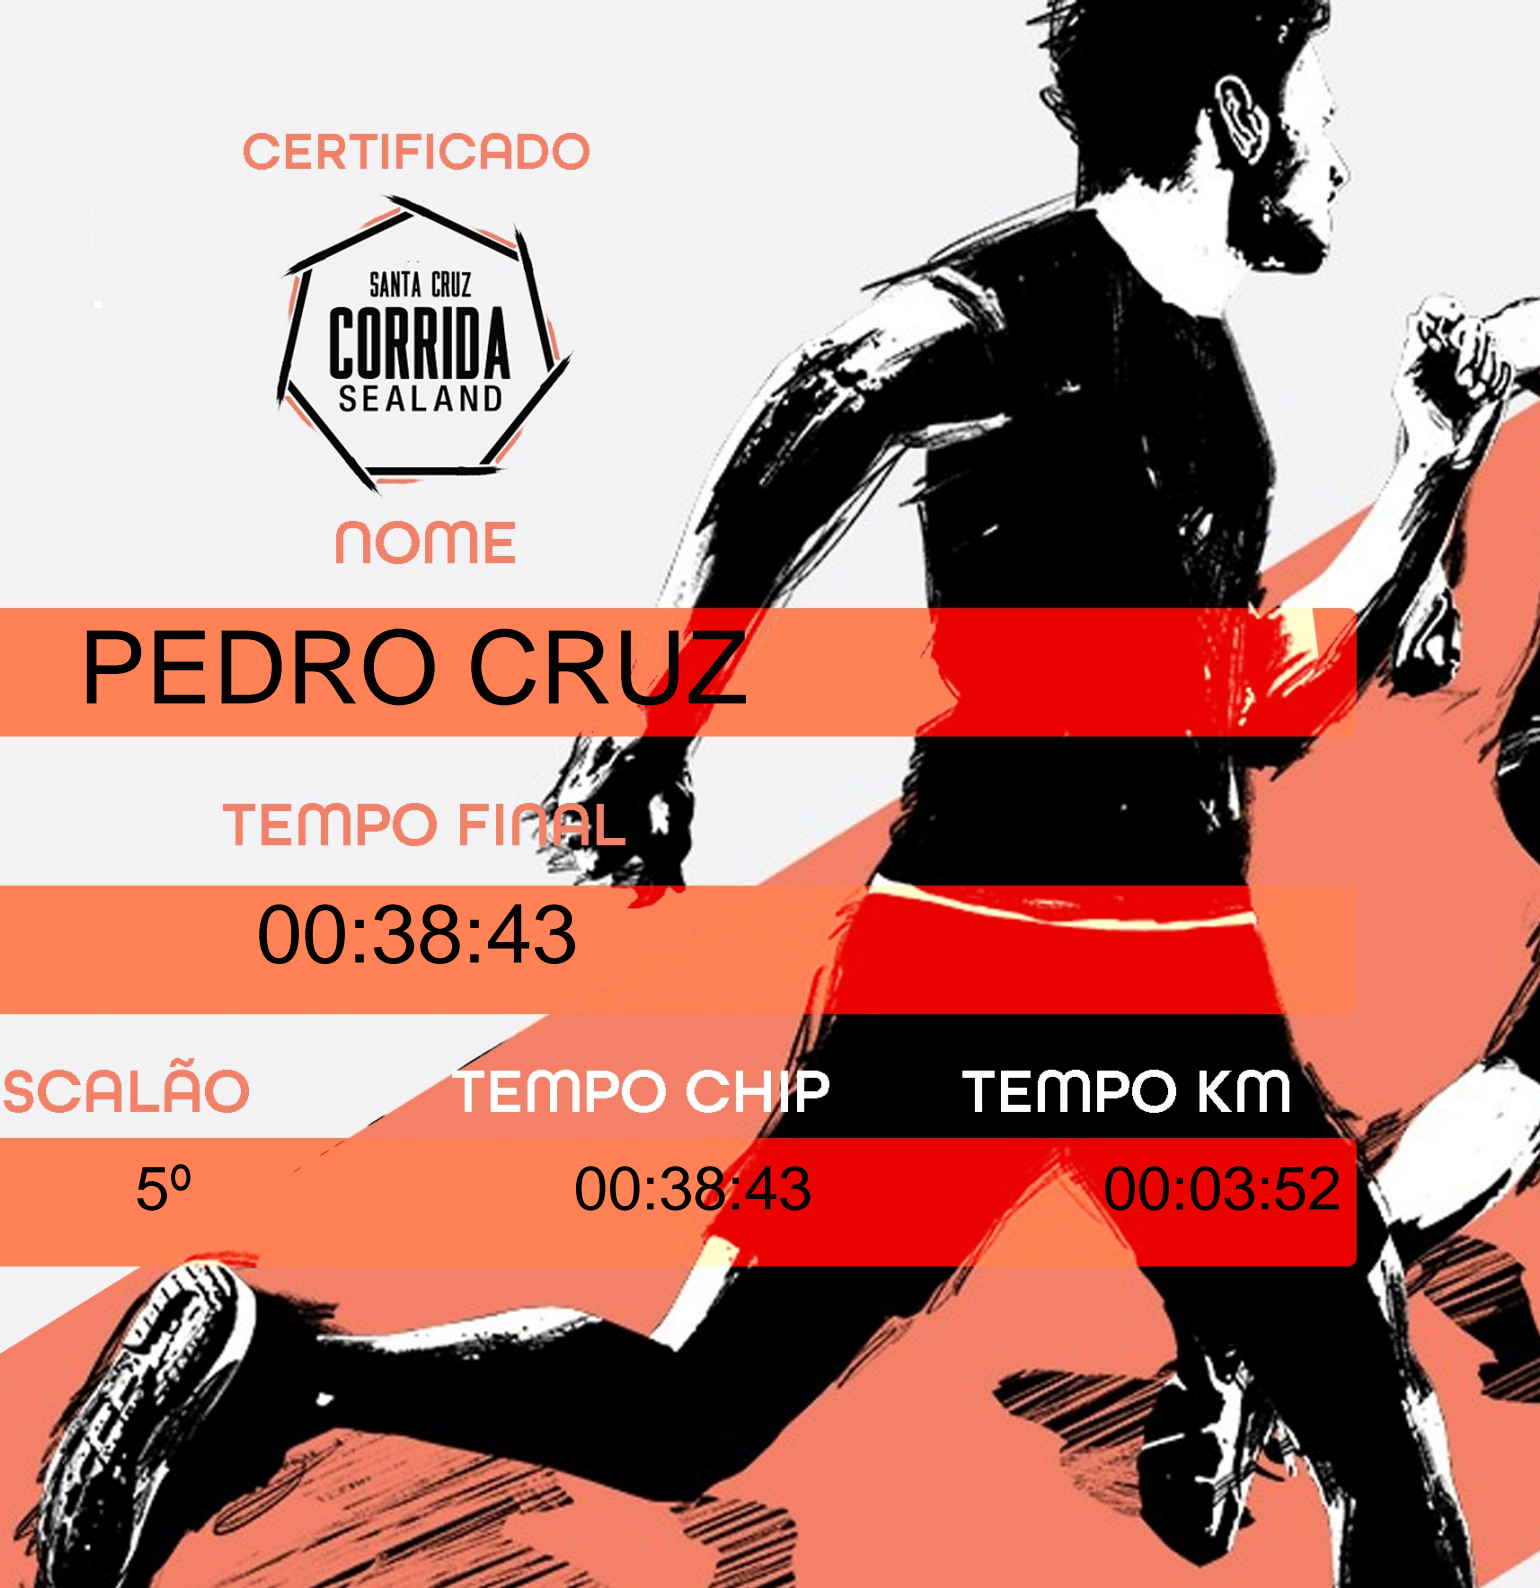 CERTIFICADO
SANTA CRUZ
CORRIDA
SEALAND
NOME
PEDRO CRUZ
TEMPO FINAL
00:38:43
SCALÃO TEMPO CHIP TEMPO KM
5º 00:38:43 00:03:52